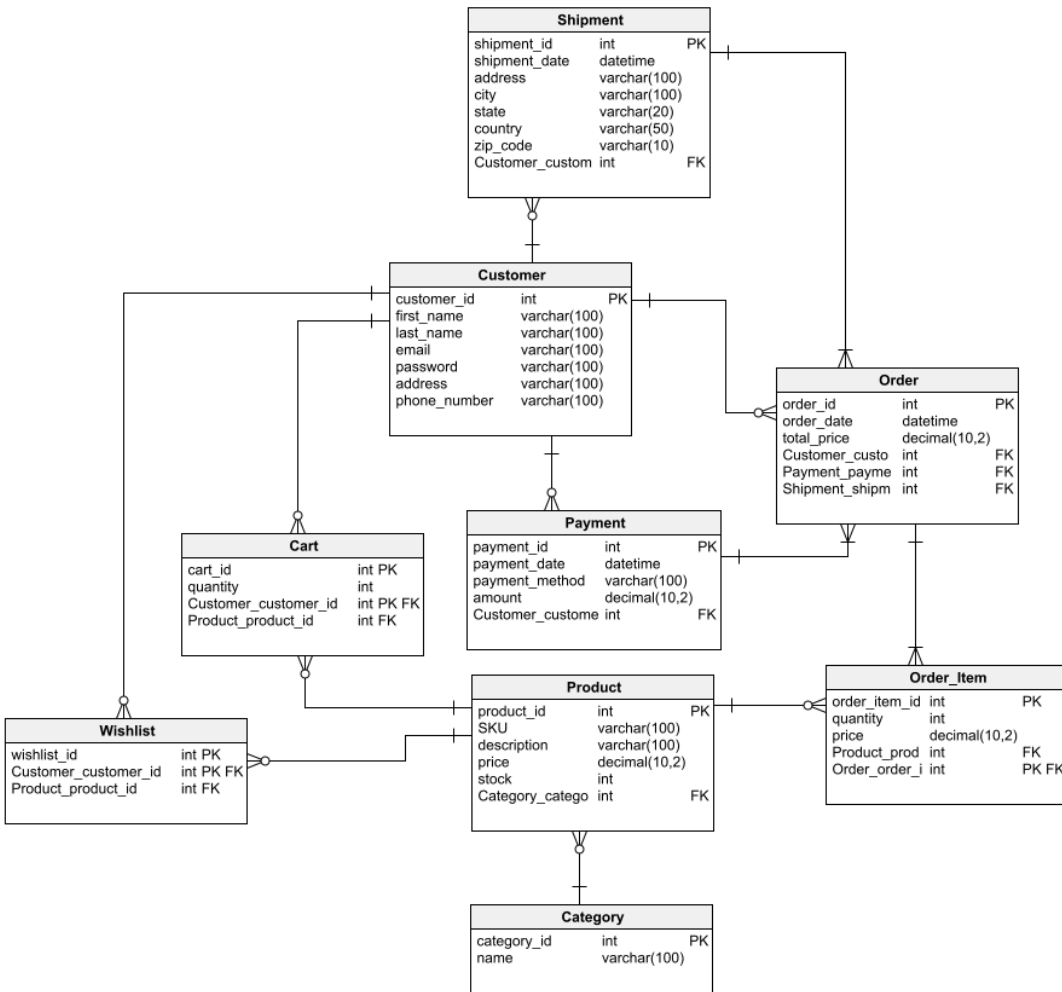 Shipment
shipment_id int PK
shipment_date datetime
address varchar(100)
city varchar(100)
state varchar(20)
country varchar(50)
zip_code varchar(10)
Customer_custom int FK
Customer
customer_id int PK
first_name varchar(100)
last_name varchar(100)
email varchar(100)
password varchar(100)
address varchar(100)
phone_number varchar(100)
Order
order_id int PK
order_date datetime
total_price decimal(10,2)
Customer_custo int FK
Payment_payme int FK
Shipment_shipm int FK
Payment
payment_id int PK
payment_date datetime
payment_method varchar(100)
amount decimal(10,2)
Customer_custome int FK
Cart
cart_id int PK
quantity int
Customer_customer_id int PK FK
Product_product_id int FK
Product
product_id int PK
SKU varchar(100)
description varchar(100)
price decimal(10,2)
stock int
Category_catego int FK
Order_Item
order_item_id int PK
quantity int
price decimal(10,2)
Product_prod int FK
Order_order_i int PK FK
Wishlist
wishlist_id int PK
Customer_customer_id int PK FK
Product_product_id int FK
Category
category_id int PK
name varchar(100)